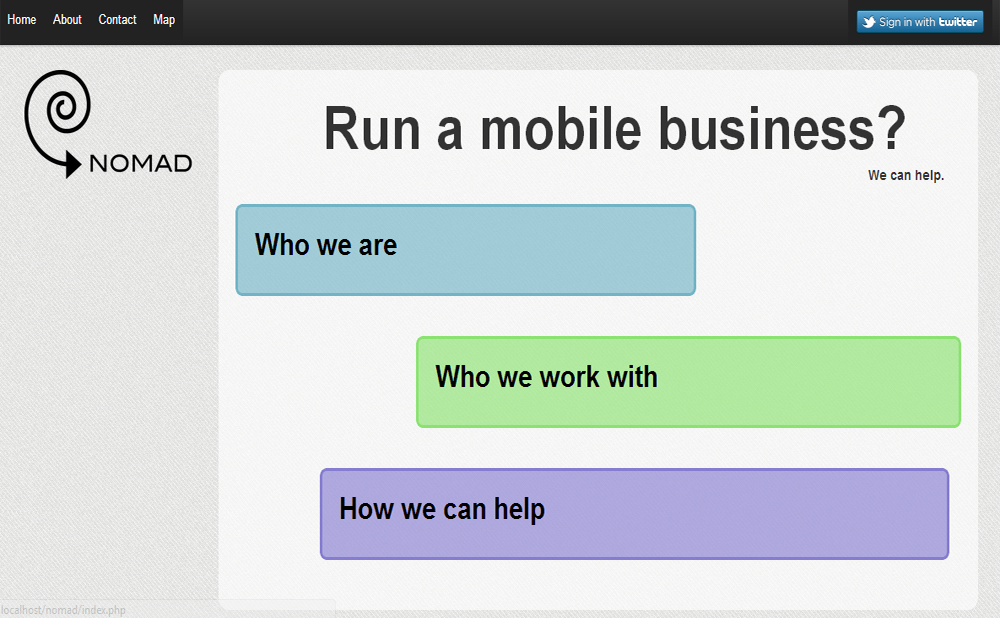 Home About Contact Map
Sign in with twitter
NOMAD
Run a mobile business?
We can help.
Who we are
Who we work with
How we can help
localhost/nomad/index.php